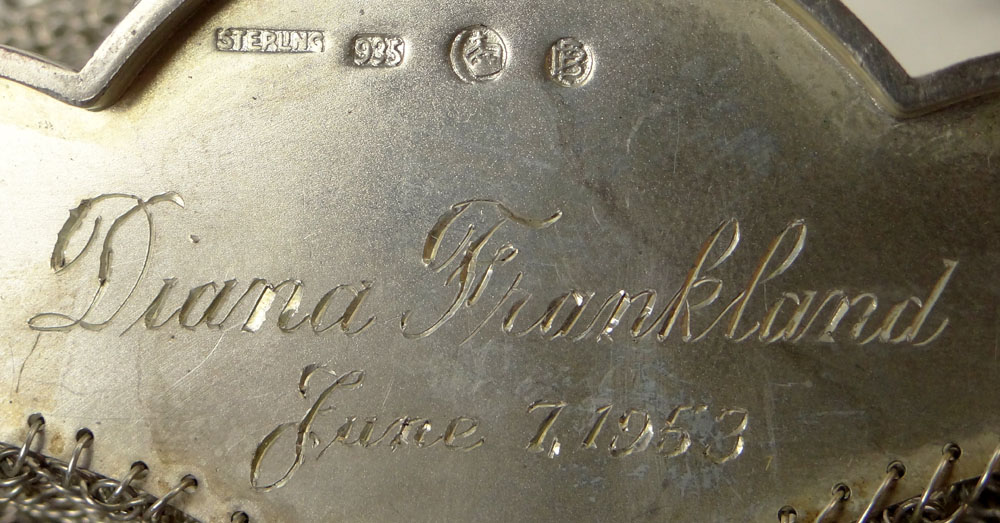 STERLING 935
Diana Frankland
June 7, 1953